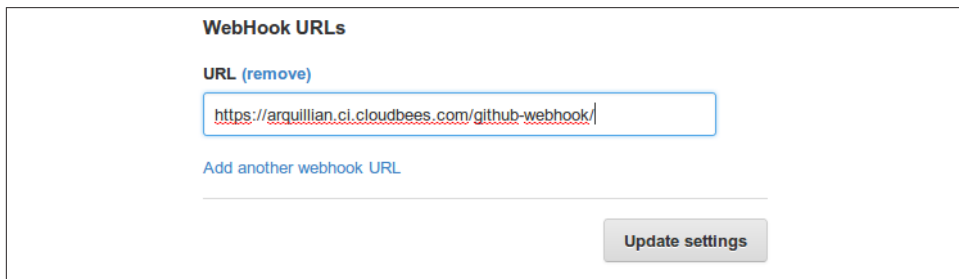 WebHook URLs
URL (remove)
https://arquillian.ci.cloudbees.com/github-webhook/
Add another webhook URL
Update settings